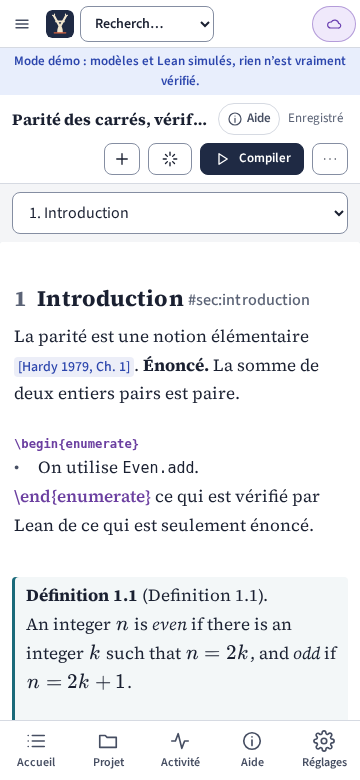 Recherch...
Mode démo : modèles et Lean simulés, rien n’est vraiment
vérifié.
Parité des carrés, vérif...
Aide
Enregistré
Compiler
1. Introduction
1 Introduction #sec:introduction
La parité est une notion élémentaire
[Hardy 1979, Ch. 1] . Énoncé. La somme de
deux entiers pairs est paire.
\begin{enumerate}
• On utilise Even.add.
\end{enumerate} ce qui est vérifié par
Lean de ce qui est seulement énoncé.
Définition 1.1 (Definition 1.1).
An integer n is even if there is an
integer k such that n = 2k, and odd if
n = 2k + 1.
Accueil
Projet
Activité
Aide
Réglages